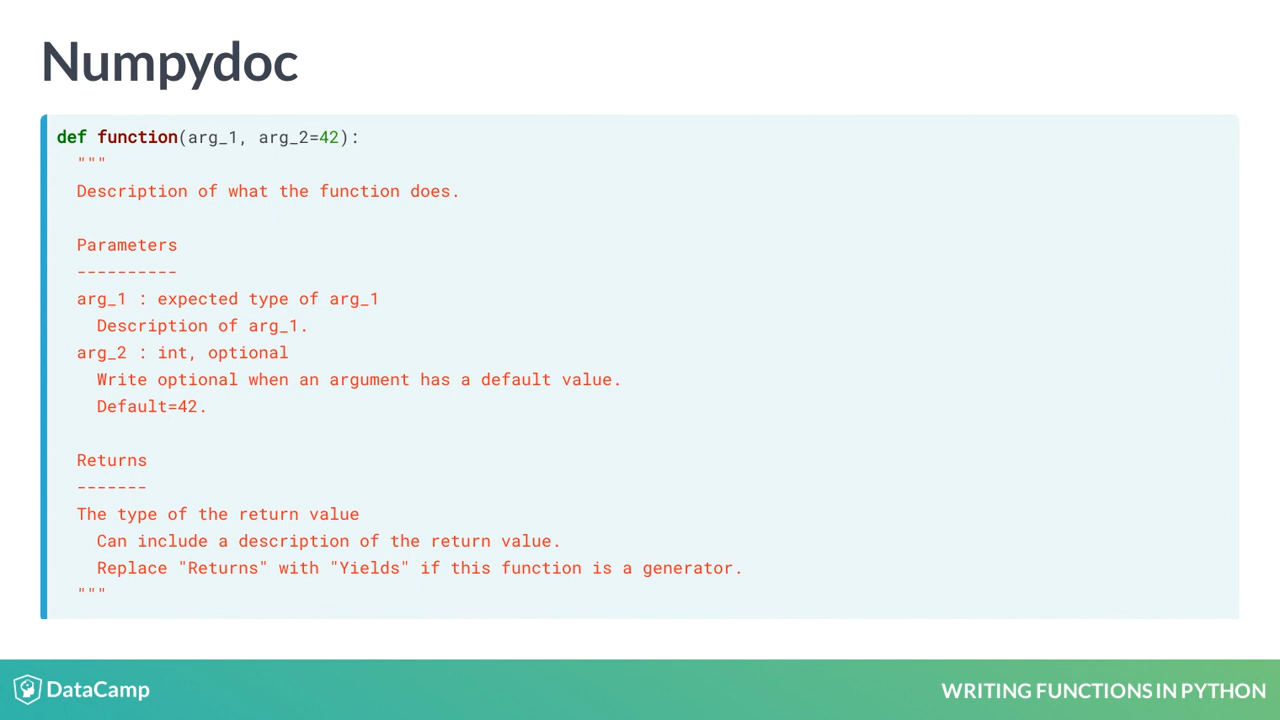 Numpydoc
def function(arg_1, arg_2=42):
"""
Description of what the function does.
Parameters
----------
arg_1 : expected type of arg_1
Description of arg_1.
arg_2 : int, optional
Write optional when an argument has a default value.
Default=42.
Returns
-------
The type of the return value
Can include a description of the return value.
Replace "Returns" with "Yields" if this function is a generator.
"""
DataCamp
WRITING FUNCTIONS IN PYTHON